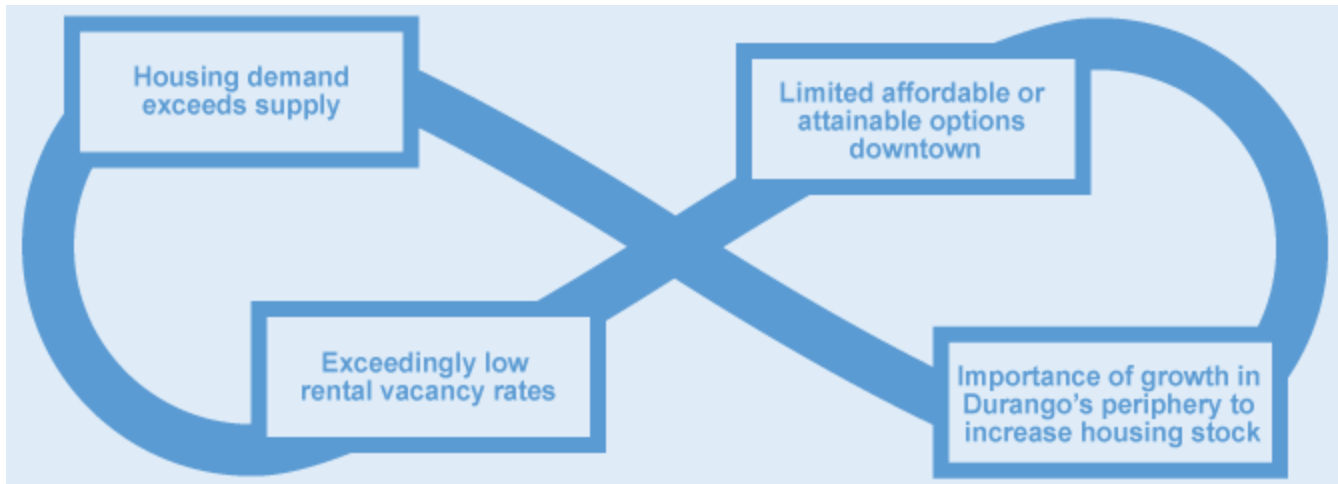 Housing demand
exceeds supply
Limited affordable or
attainable options
downtown
Exceedingly low
rental vacancy rates
Importance of growth in
Durango's periphery to
increase housing stock